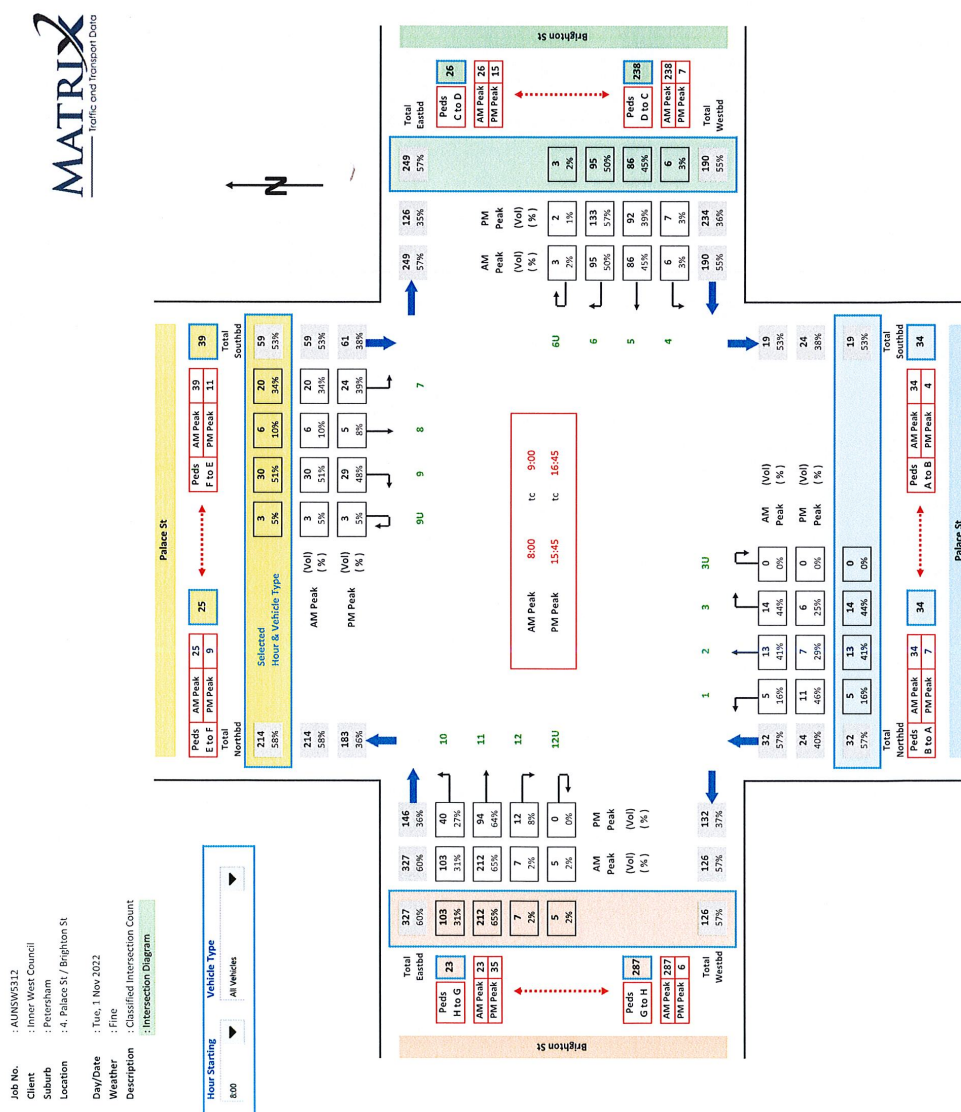 MATRIX
Traffic and Transport Data
Job No. : AUNSW5312
Client : Inner West Council
Suburb : Petersham
Location : 4. Palace St / Brighton St
Day/Date : Tue, 1 Nov 2022
Weather : Fine
Description : Classified Intersection Count
: Intersection Diagram
Hour Starting Vehicle Type
8:00 All Vehicles
N
Palace St
Peds E to F 25
AM Peak 25
PM Peak 9
Peds F to E 39
AM Peak 39
PM Peak 11
Total Northbd
Total Southbd
Selected Hour & Vehicle Type
214 3 30 6 20 59
58% 5% 51% 10% 34% 53%
AM Peak (Vol) (%)
214 3 30 6 20 59
58% 5% 51% 10% 34% 53%
PM Peak (Vol) (%)
183 3 29 5 24 61
36% 5% 48% 8% 39% 38%
9U 9 8 7
Brighton St
Total Eastbd
327 327 146
60% 60% 36%
Peds H to G 23
AM Peak 23
PM Peak 35
103 103 40
31% 31% 27%
10
212 212 94
65% 65% 64%
11
7 7 12
2% 2% 8%
12
5 5 0
2% 2% 0%
12U
AM Peak (Vol) (%)
PM Peak (Vol) (%)
Peds G to H 287
AM Peak 287
PM Peak 6
126 126 132
57% 57% 37%
Total Westbd
AM Peak 8:00 tc 9:00
PM Peak 15:45 tc 16:45
249 126 249
57% 35% 57%
Total Eastbd
Peds C to D 26
AM Peak 26
PM Peak 15
AM Peak (Vol) (%)
PM Peak (Vol) (%)
6U
3 2 3
2% 1% 2%
6
95 133 95
50% 57% 50%
5
86 92 86
45% 39% 45%
4
6 7 6
3% 3% 3%
Peds D to C 238
AM Peak 238
PM Peak 7
190 234 190
55% 36% 55%
Total Westbd
Brighton St
1 2 3 3U
32 5 13 14 0 AM Peak (Vol) (%) 19
57% 16% 41% 44% 0% 53%
24 11 7 6 0 PM Peak (Vol) (%) 24
40% 46% 29% 25% 0% 38%
32 5 13 14 0 19
57% 16% 41% 44% 0% 53%
Total Northbd
Total Southbd
Peds B to A 34
AM Peak 34
PM Peak 7
Peds A to B 34
AM Peak 34
PM Peak 4
Palace St